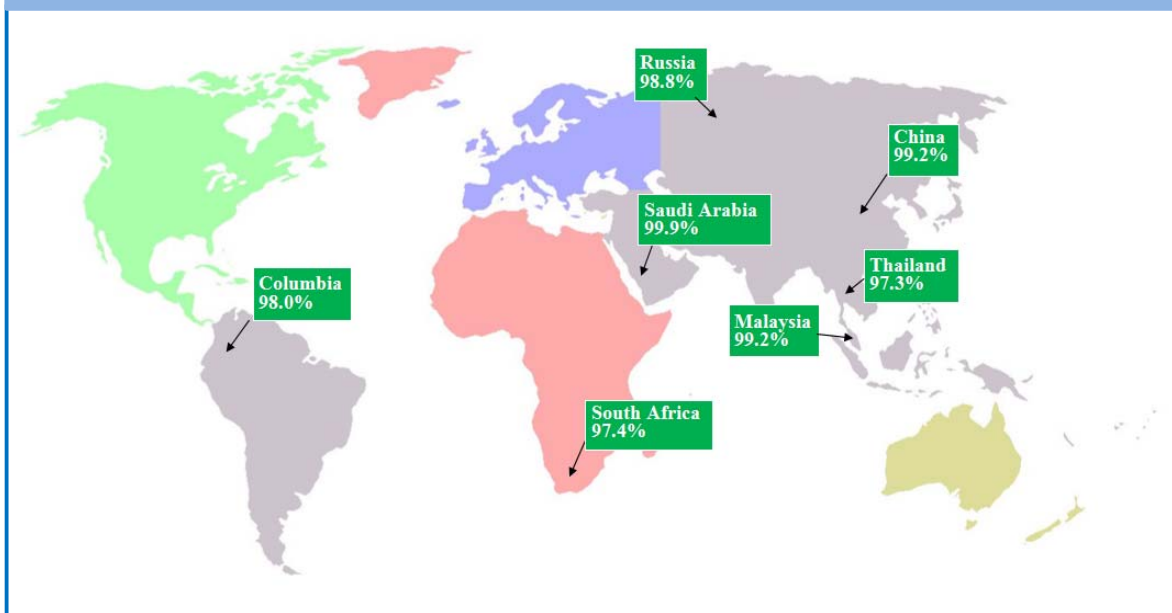 Russia
98.8%
China
99.2%
Saudi Arabia
99.9%
Thailand
97.3%
Columbia
98.0%
Malaysia
99.2%
South Africa
97.4%